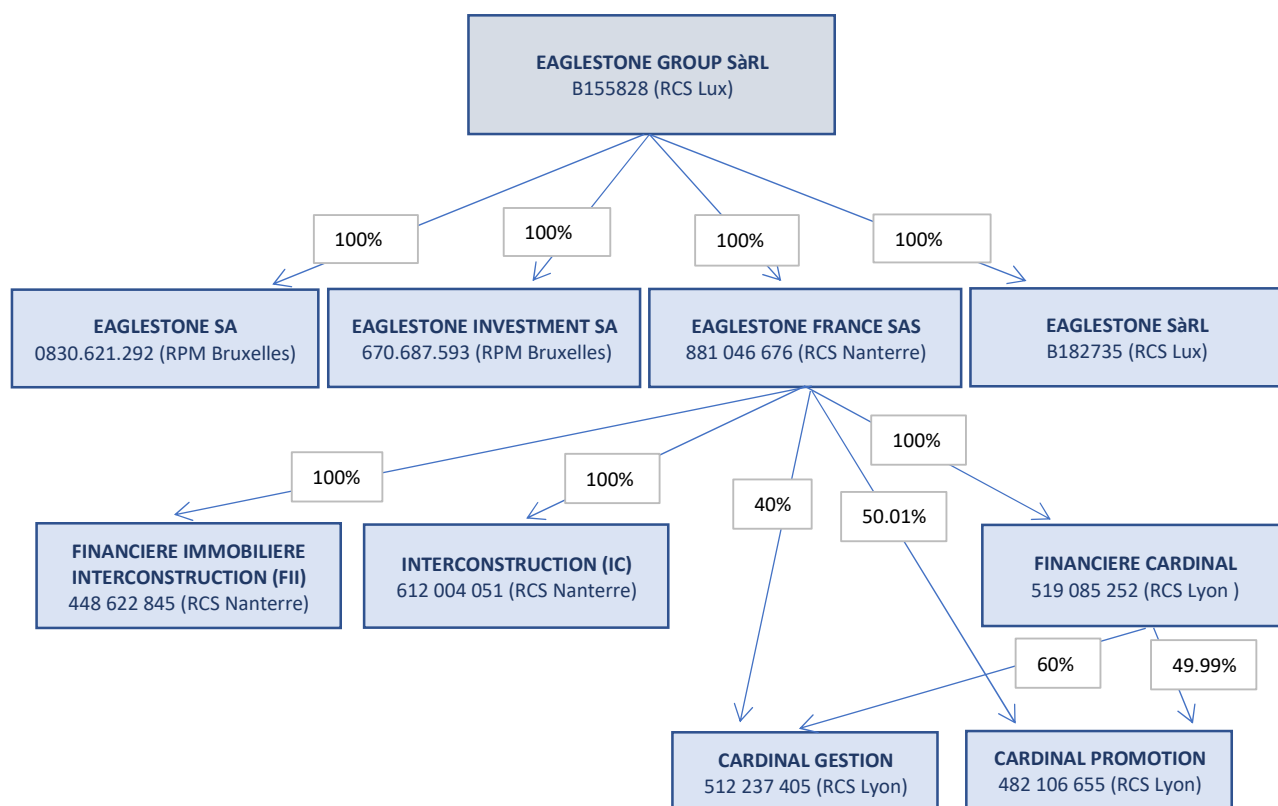 EAGLESTONE GROUP SàRL
B155828 (RCS Lux)
100%
100%
100%
100%
EAGLESTONE SA
0830.621.292 (RPM Bruxelles)
EAGLESTONE INVESTMENT SA
670.687.593 (RPM Bruxelles)
EAGLESTONE FRANCE SAS
881 046 676 (RCS Nanterre)
EAGLESTONE SàRL
B182735 (RCS Lux)
100%
100%
40%
50.01%
100%
FINANCIERE IMMOBILIERE
INTERCONSTRUCTION (FII)
448 622 845 (RCS Nanterre)
INTERCONSTRUCTION (IC)
612 004 051 (RCS Nanterre)
FINANCIERE CARDINAL
519 085 252 (RCS Lyon )
60%
49.99%
CARDINAL GESTION
512 237 405 (RCS Lyon)
CARDINAL PROMOTION
482 106 655 (RCS Lyon)